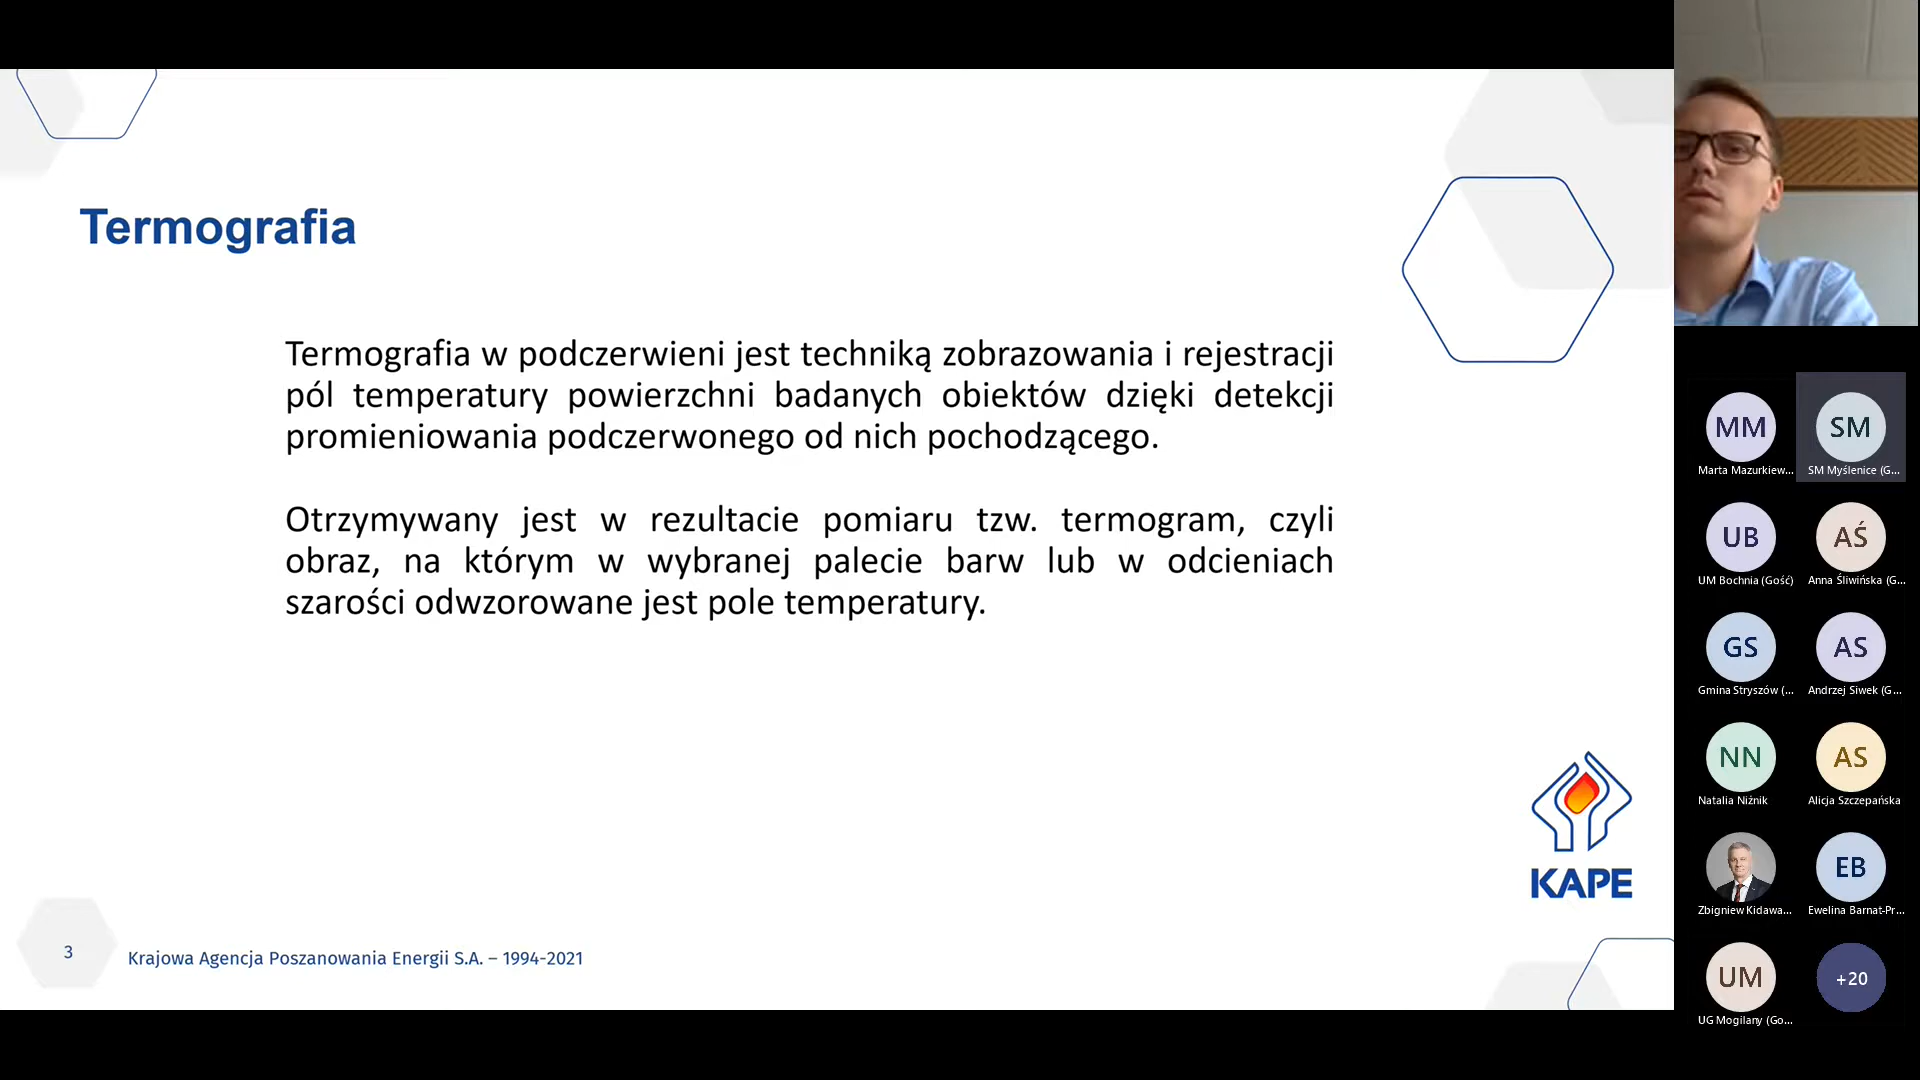 Termografia
Termografia w podczerwieni jest techniką zobrazowania i rejestracji
pól temperatury powierzchni badanych obiektów dzięki detekcji
promieniowania podczerwonego od nich pochodzącego.
Otrzymywany jest w rezultacie pomiaru tzw. termogram, czyli
obraz, na którym w wybranej palecie barw lub w odcieniach
szarości odwzorowane jest pole temperatury.
KAPE
3
Krajowa Agencja Poszanowania Energii S.A. – 1994-2021
MM
Marta Mazurkiew...
SM
SM Myślenice (G...
UB
UM Bochnia (Gość)
AŚ
Anna Śliwińska (G...
GS
Gmina Stryszów (...
AS
Andrzej Siwek (G...
NN
Natalia Niżnik
AS
Alicja Szczepańska
Zbigniew Kidawa...
EB
Ewelina Barnat-Pr...
UM
UG Mogilany (Go...
+20